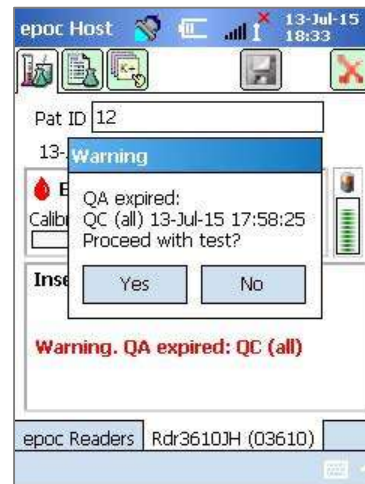 epoc Host
13-Jul-15
18:33
K+
Pat ID 12
13-
Warning
QA expired:
QC (all) 13-Jul-15 17:58:25
Proceed with test?
E
Calib
Yes No
Inse
Warning. QA expired: QC (all)
epoc Readers Rdr3610JH (03610)